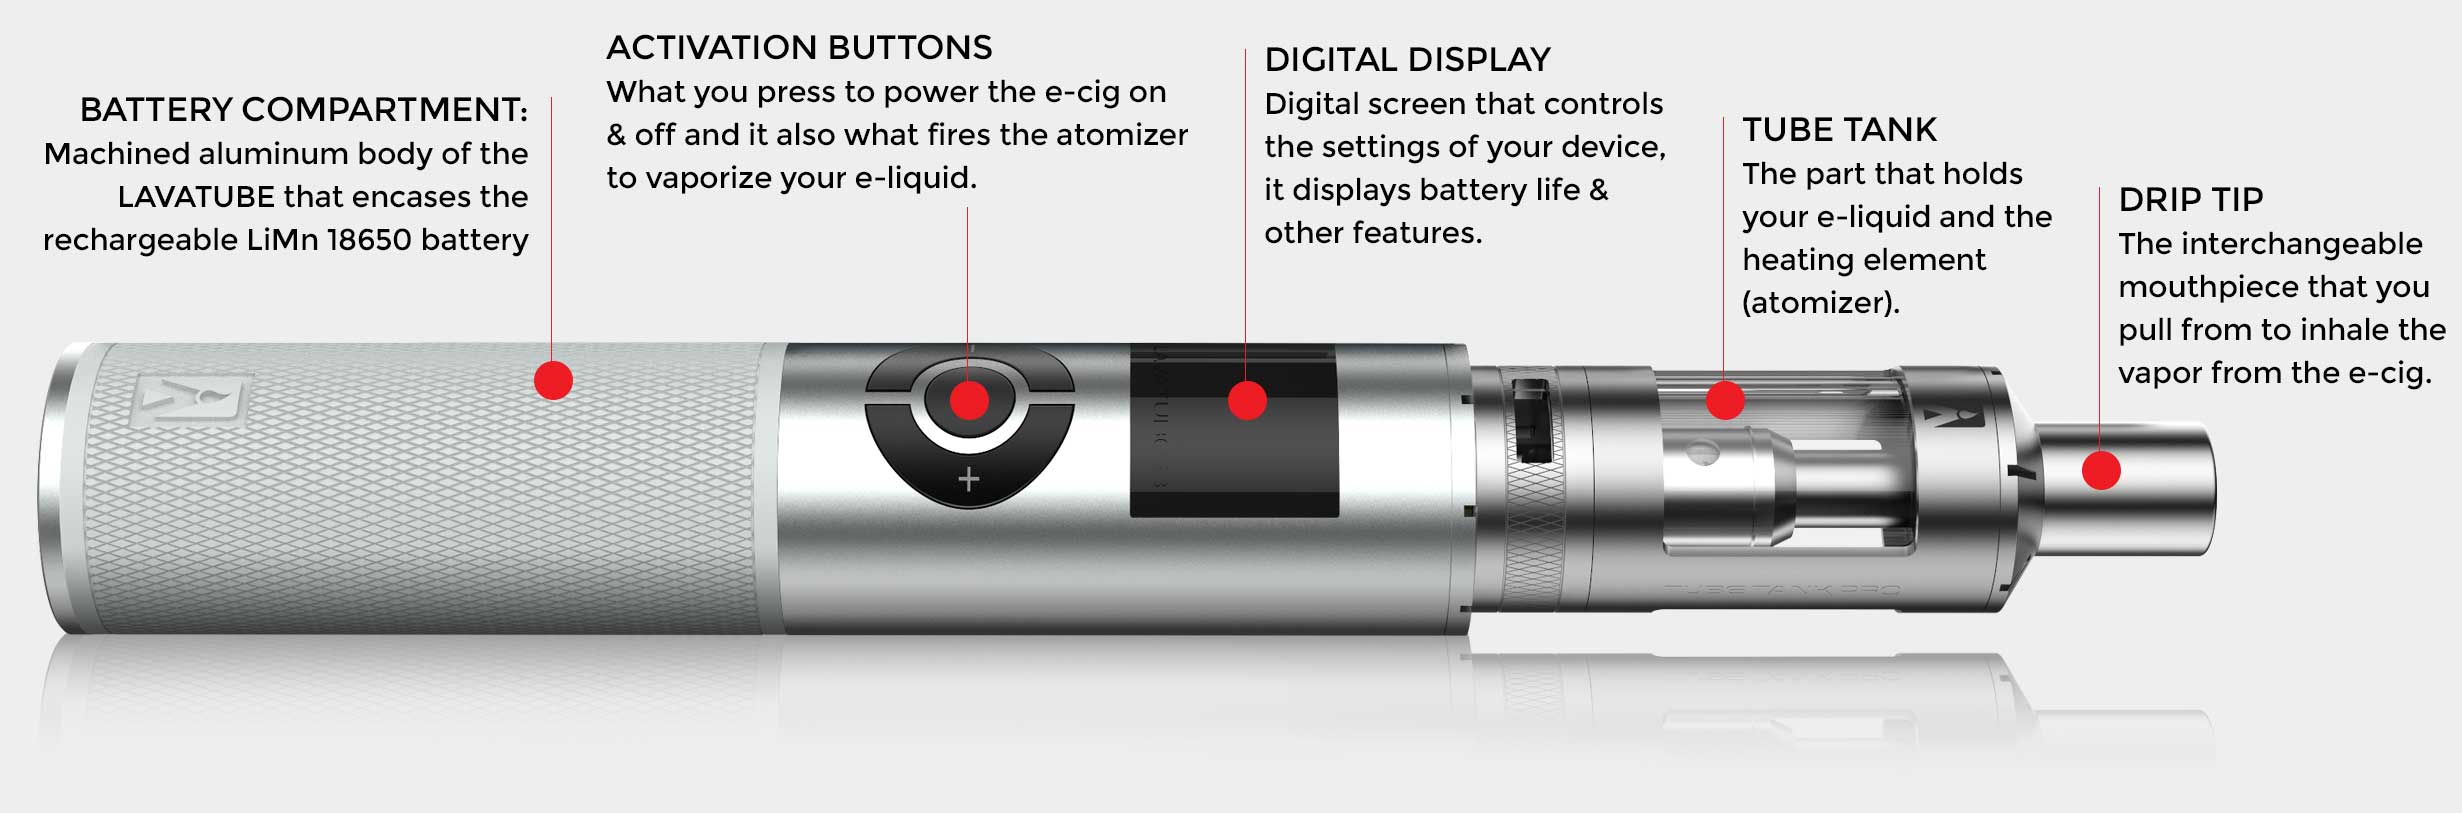 BATTERY COMPARTMENT:
Machined aluminum body of the
LAVATUBE that encases the
rechargeable LiMn 18650 battery
ACTIVATION BUTTONS
What you press to power the e-cig on
& off and it also what fires the atomizer
to vaporize your e-liquid.
DIGITAL DISPLAY
Digital screen that controls
the settings of your device,
it displays battery life &
other features.
TUBE TANK
The part that holds
your e-liquid and the
heating element
(atomizer).
DRIP TIP
The interchangeable
mouthpiece that you
pull from to inhale the
vapor from the e-cig.
-
+
TUBE TANK PRO